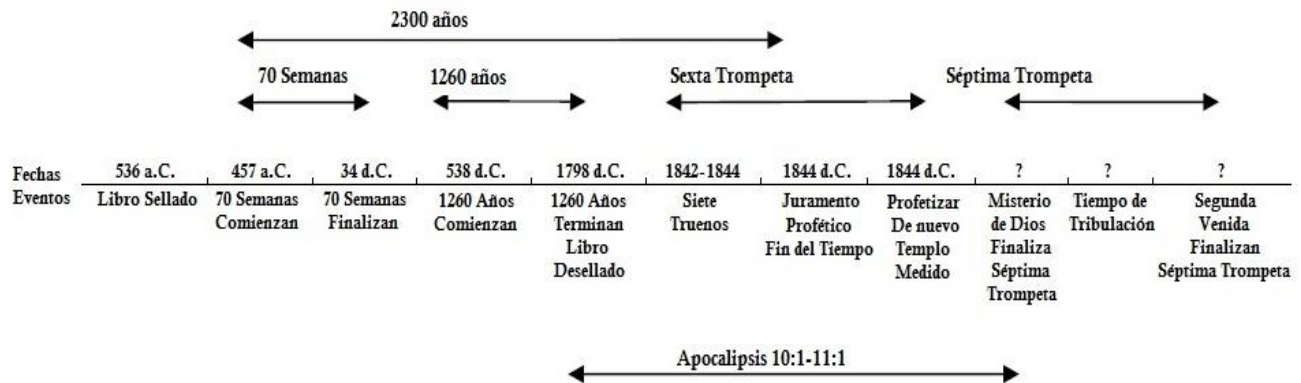 2300 años
70 Semanas 1260 años Sexta Trompeta Séptima Trompeta
Fechas 536 a.C. 457 a.C. 34 d.C. 538 d.C. 1798 d.C. 1842-1844 1844 d.C. 1844 d.C. ? ? ?
Eventos Libro Sellado 70 Semanas 70 Semanas 1260 Años 1260 Años Siete Juramento Profetizar Misterio Tiempo de Segunda
Comienzan Finalizan Comienzan Terminan Truenos Profético De nuevo de Dios Tribulación Venida
Libro Fin del Tiempo Templo Finaliza Finalizan
Desellado Medido Séptima Séptima Trompeta
Trompeta
Apocalipsis 10:1-11:1